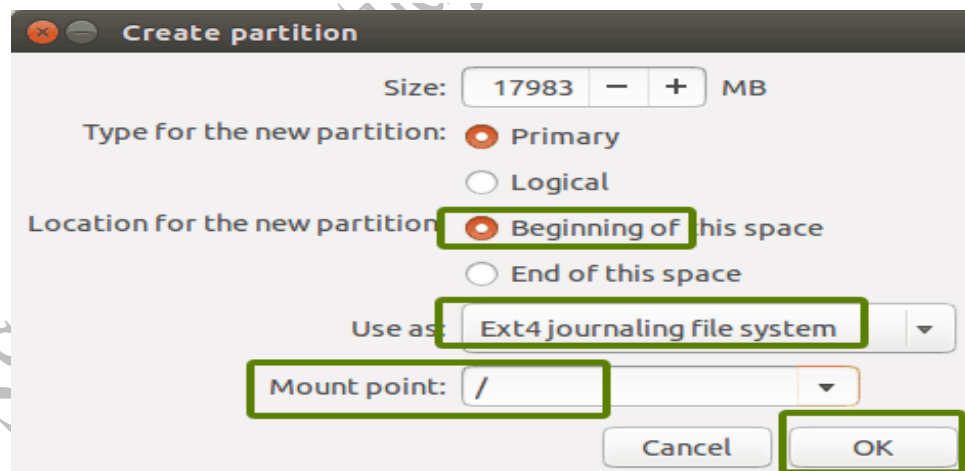 Create partition
Size: 17983 − + MB
Type for the new partition: Primary
Logical
Location for the new partition Beginning of this space
End of this space
Use as: Ext4 journaling file system
Mount point: /
Cancel OK